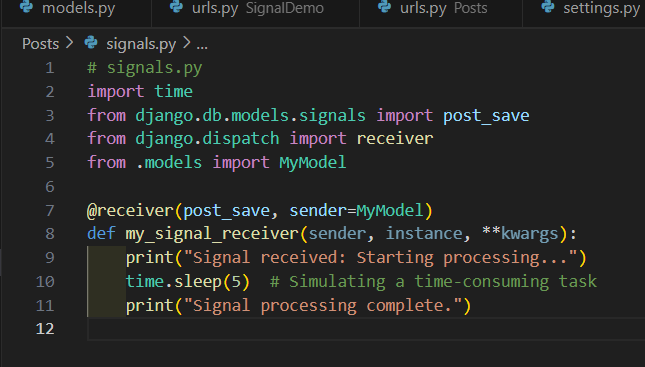 models.py urls.py SignalDemo urls.py Posts settings.py
Posts > signals.py > ...
1 # signals.py
2 import time
3 from django.db.models.signals import post_save
4 from django.dispatch import receiver
5 from .models import MyModel
6
7 @receiver(post_save, sender=MyModel)
8 def my_signal_receiver(sender, instance, **kwargs):
9     print("Signal received: Starting processing...")
10     time.sleep(5)  # Simulating a time-consuming task
11     print("Signal processing complete.")
12